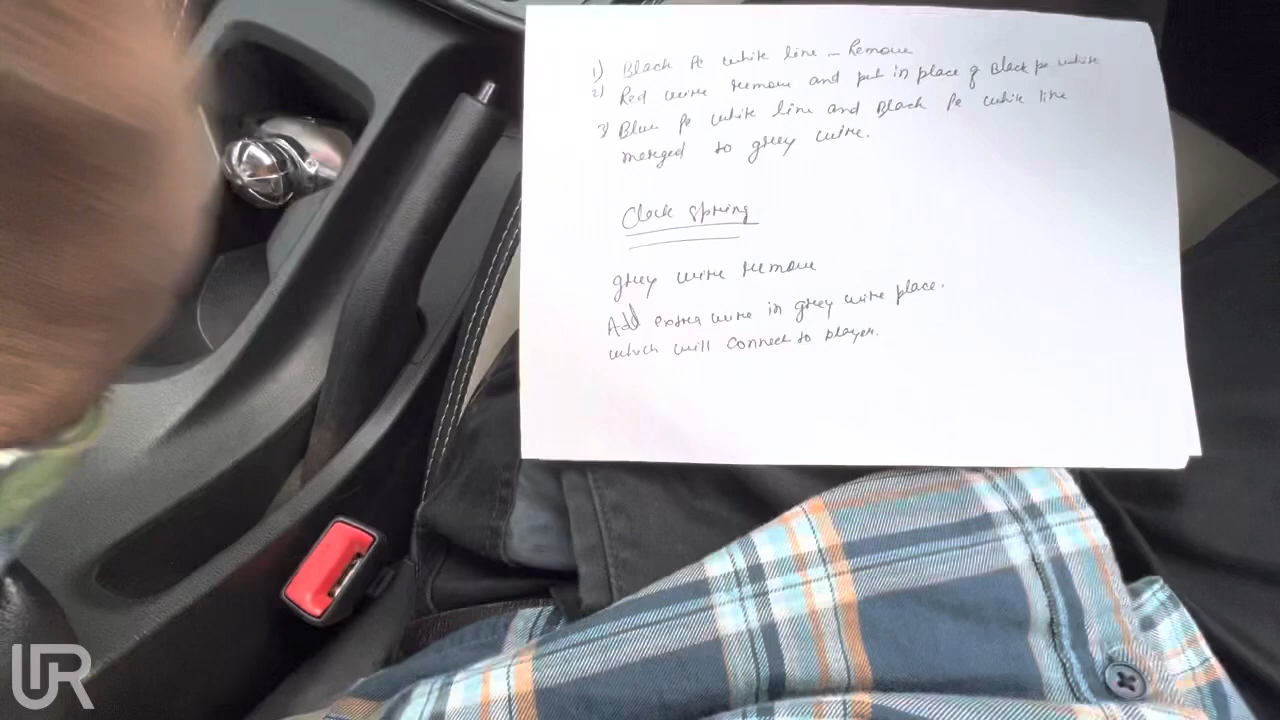 1) Black Pe white line - Remove
2) Red wire remove and put in place of Black pe white
3) Blue Pe white line and Black Pe white line
merged to grey wire.
Clock spring
grey wire remove
Add extra wire in grey wire place.
which will connect to player.
UR